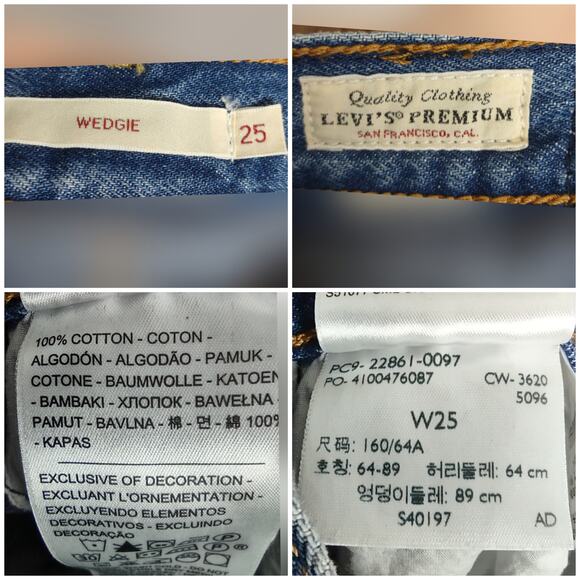 WEDGIE
25
Quality Clothing
LEVI'S® PREMIUM
SAN FRANCISCO, CAL.
100% COTTON - COTON -
ALGODÓN - ALGODÃO - PAMUK -
COTONE - BAUMWOLLE - KATOEN
- BAMBAKI - ХЛОПОК - BAWEŁNA
PAMUT - BAVLNA - 棉 - 면 - 綿 100%
- KAPAS
EXCLUSIVE OF DECORATION -
EXCLUANT L'ORNEMENTATION -
EXCLUYENDO ELEMENTOS
DECORATIVOS - EXCLUINDO
DECORAÇÃO
PC9- 22861-0097
PO- 4100476087 CW- 3620
5096
W25
尺码: 160/64A
호칭: 64-89 허리둘레: 64 cm
엉덩이둘레: 89 cm
S40197 AD